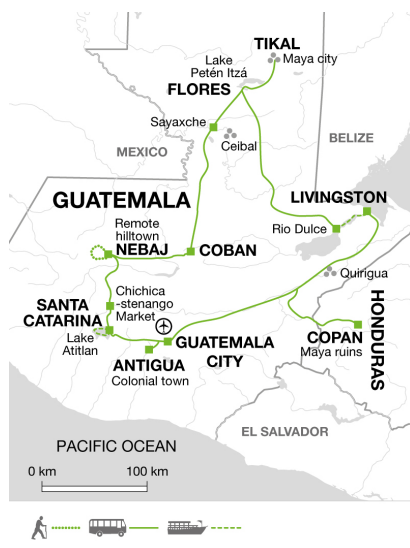 TIKAL
Maya city
Lake
Petén Itzá
FLORES
Sayaxche
Ceibal
MEXICO
BELIZE
GUATEMALA
LIVINGSTON
Remote
hilltown
NEBAJ
COBAN
Rio Dulce
Quirigua
Chichica
-stenango
Market
SANTA
CATARINA
Lake
Atitlan
GUATEMALA
CITY
ANTIGUA
Colonial town
COPAN
Maya ruins
HONDURAS
EL SALVADOR
PACIFIC OCEAN
0 km
100 km